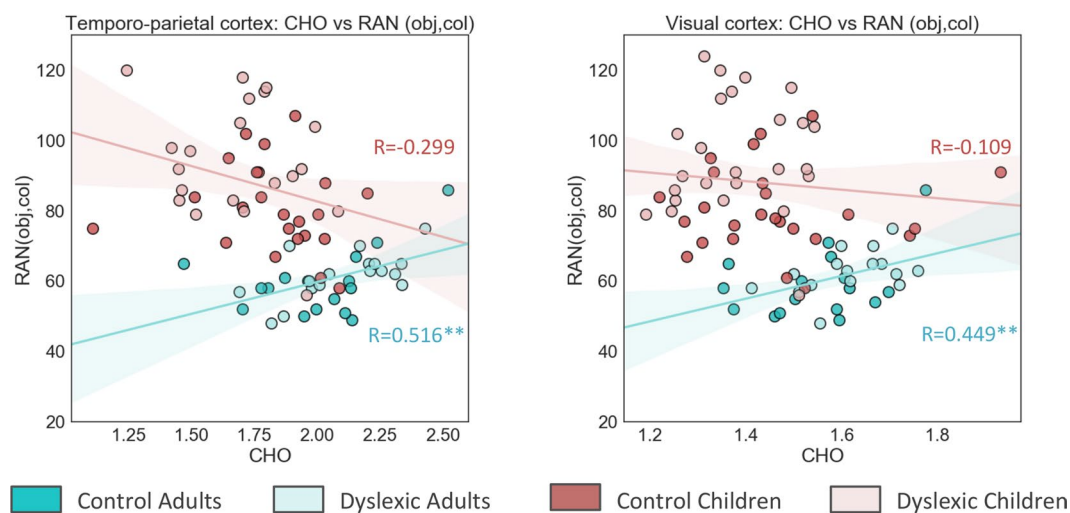 Temporo-parietal cortex: CHO vs RAN (obj,col)
RAN(obj,col)
120
100
80
60
40
20
R=-0.299
R=0.516**
1.25 1.50 1.75 2.00 2.25 2.50
CHO
Visual cortex: CHO vs RAN (obj,col)
RAN(obj,col)
120
100
80
60
40
20
R=-0.109
R=0.449**
1.2 1.4 1.6 1.8
CHO
Control Adults Dyslexic Adults Control Children Dyslexic Children